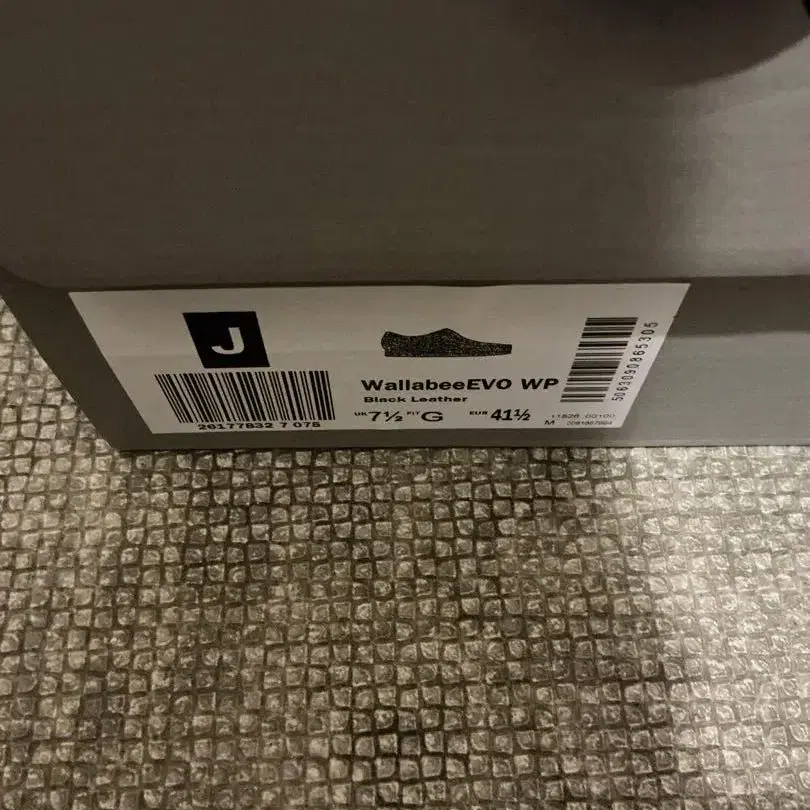 J
26177832 7 075
WallabeeEVO WP
Black Leather
UK 7½ FIT G EUR 41½
M
5063090865305